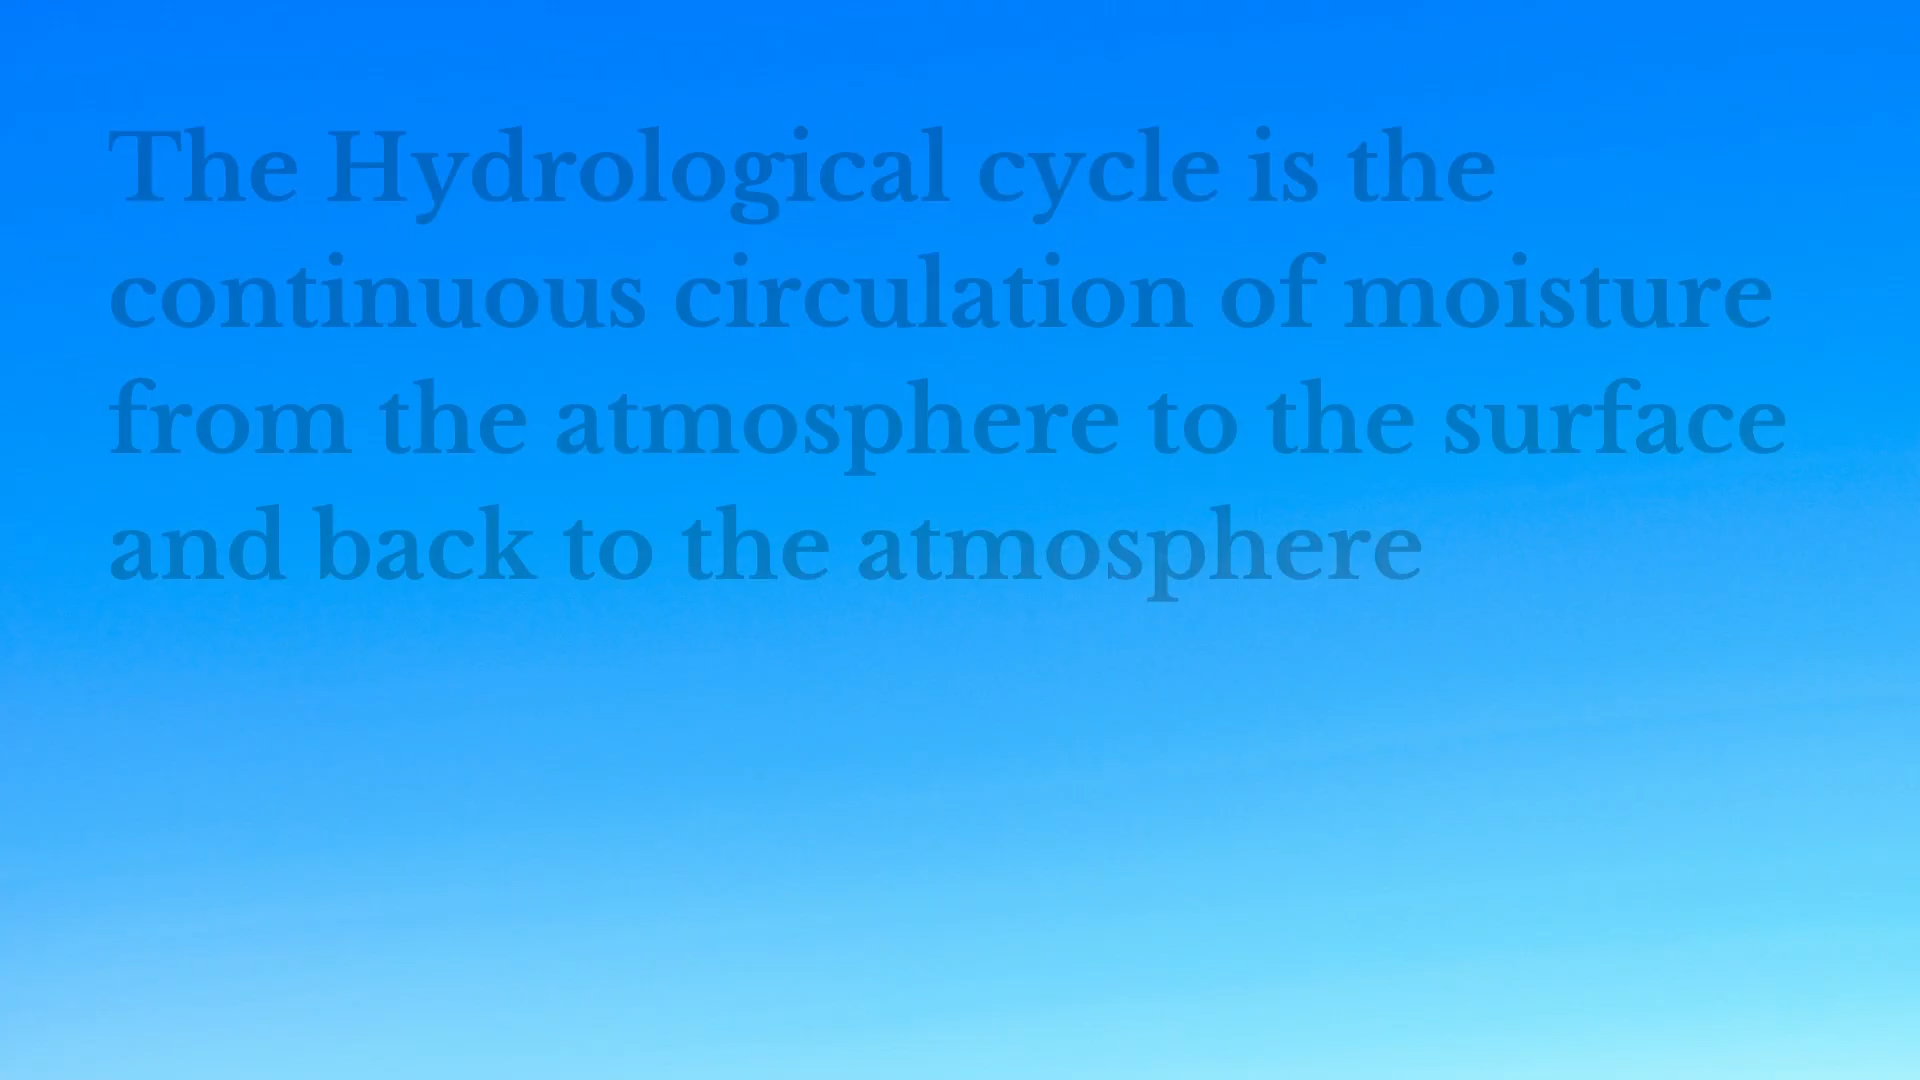 The Hydrological cycle is the
continuous circulation of moisture
from the atmosphere to the surface
and back to the atmosphere